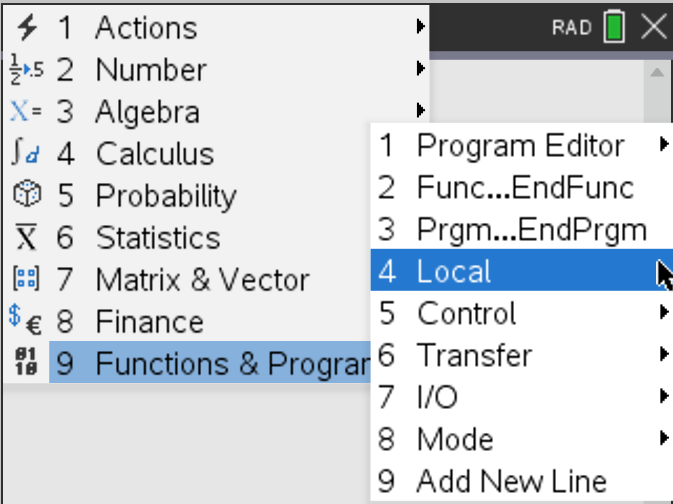 1 Actions
2 Number
3 Algebra
4 Calculus
5 Probability
6 Statistics
7 Matrix & Vector
8 Finance
9 Functions & Progra
RAD
1 Program Editor
2 Func...EndFunc
3 Prgm...EndPrgm
4 Local
5 Control
6 Transfer
7 I/O
8 Mode
9 Add New Line